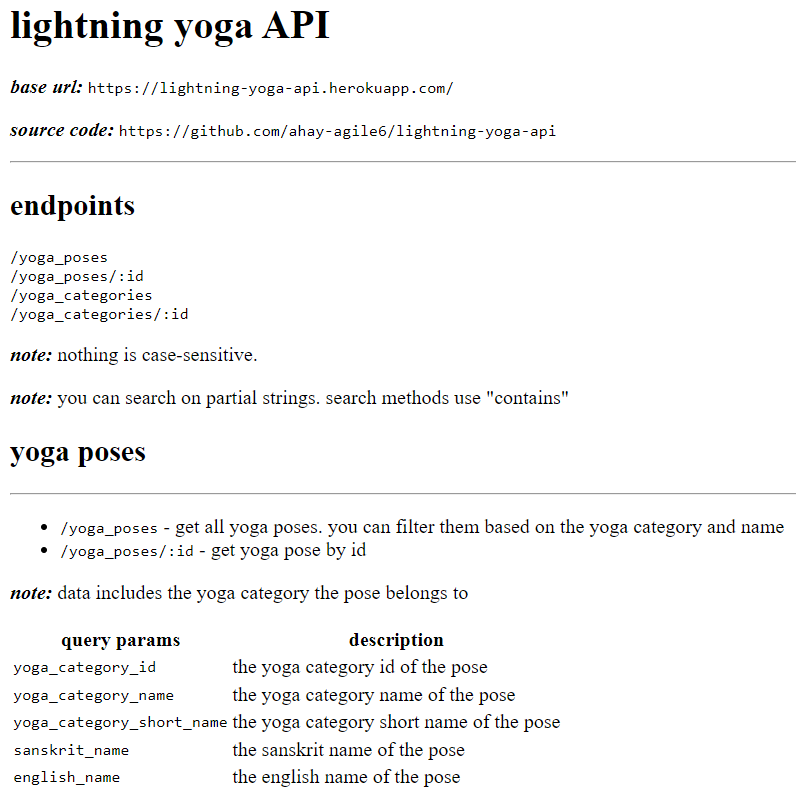 lightning yoga API
base url: https://lightning-yoga-api.herokuapp.com/
source code: https://github.com/ahay-agile6/lightning-yoga-api
endpoints
/yoga_poses
/yoga_poses/:id
/yoga_categories
/yoga_categories/:id
note: nothing is case-sensitive.
note: you can search on partial strings. search methods use "contains"
yoga poses
• /yoga_poses - get all yoga poses. you can filter them based on the yoga category and name
• /yoga_poses/:id - get yoga pose by id
note: data includes the yoga category the pose belongs to
query params description
yoga_category_id the yoga category id of the pose
yoga_category_name the yoga category name of the pose
yoga_category_short_name the yoga category short name of the pose
sanskrit_name the sanskrit name of the pose
english_name the english name of the pose